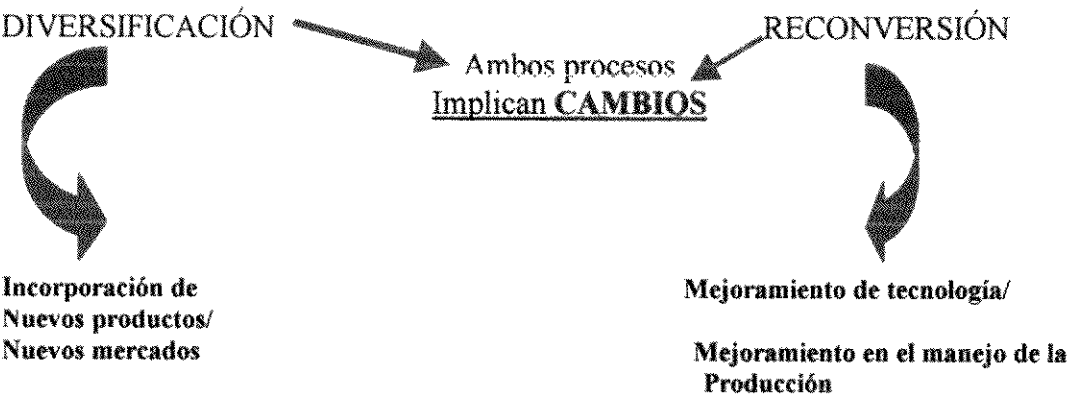 DIVERSIFICACIÓN
RECONVERSIÓN
Ambos procesos
Implican CAMBIOS
Incorporación de
Nuevos productos/
Nuevos mercados
Mejoramiento de tecnología/
Mejoramiento en el manejo de la
Producción